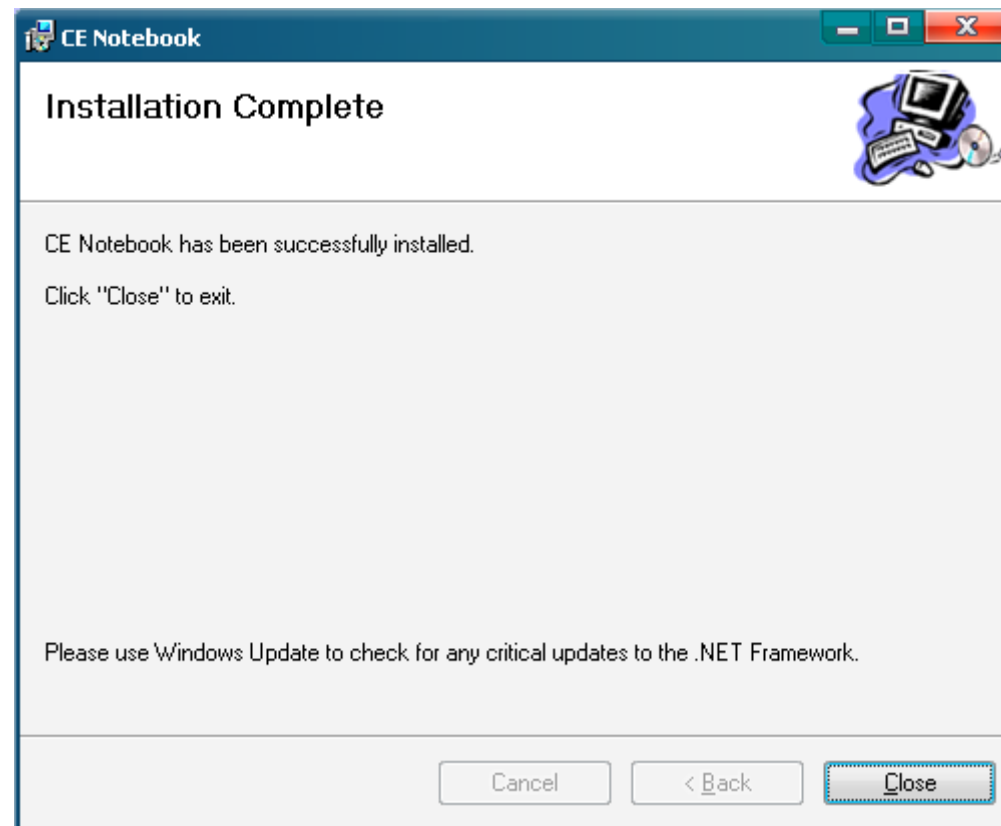 CE Notebook
Installation Complete
CE Notebook has been successfully installed.
Click "Close" to exit.
Please use Windows Update to check for any critical updates to the .NET Framework.
Cancel
< Back
Close